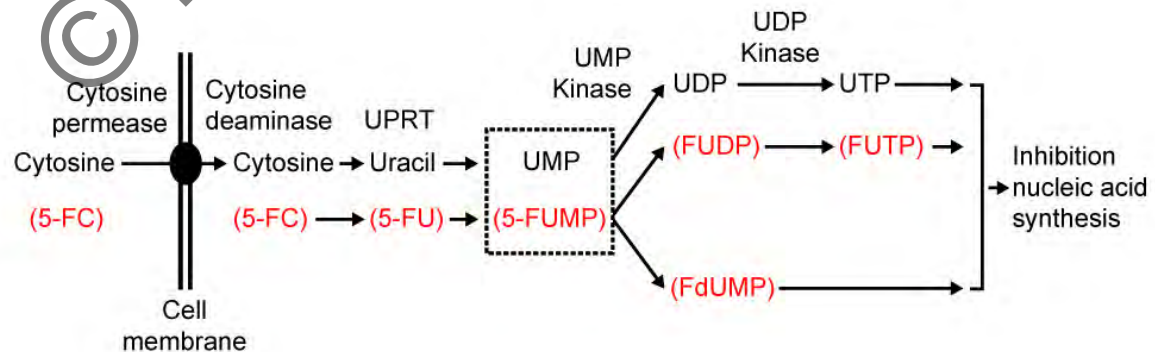 ©
UDP
Kinase
UMP
Kinase
UDP
UTP
Cytosine
permease
Cytosine
deaminase
UPRT
Cytosine
Cytosine
Uracil
UMP
(FUDP)
(FUTP)
Inhibition
nucleic acid
synthesis
(5-FC)
(5-FC)
(5-FU)
(5-FUMP)
(FdUMP)
Cell
membrane